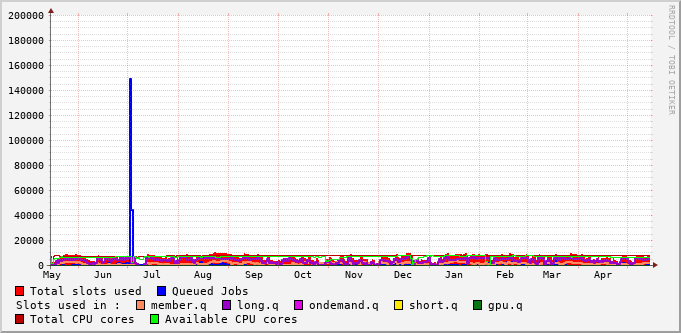 200000
180000
160000
140000
120000
100000
80000
60000
40000
20000
0
May Jun Jul Aug Sep Oct Nov Dec Jan Feb Mar Apr
Total slots used Queued Jobs
Slots used in : member.q long.q ondemand.q short.q gpu.q
Total CPU cores Available CPU cores
RRDTOOL / TOBI OETIKER